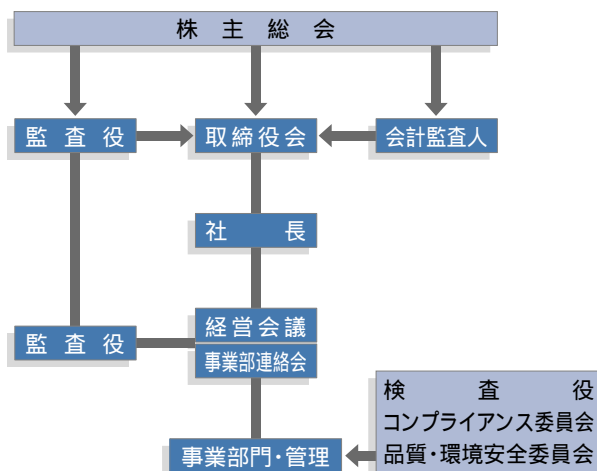 株主総会
監査役
取締役会
会計監査人
社長
監査役
経営会議
事業部連絡会
検査役
コンプライアンス委員会
品質・環境安全委員会
事業部門・管理